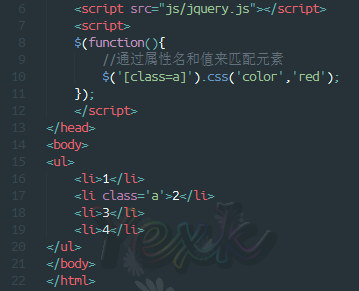 6 <script src="js/jquery.js"></script>
7 <script>
8 $(function(){
9 //通过属性名和值来匹配元素
10 $('[class=a]').css('color','red');
11 });
12 </script>
13 </head>
14 <body>
15 <ul>
16 <li>1</li>
17 <li class='a'>2</li>
18 <li>3</li>
19 <li>4</li>
20 </ul>
21 </body>
22 </html>